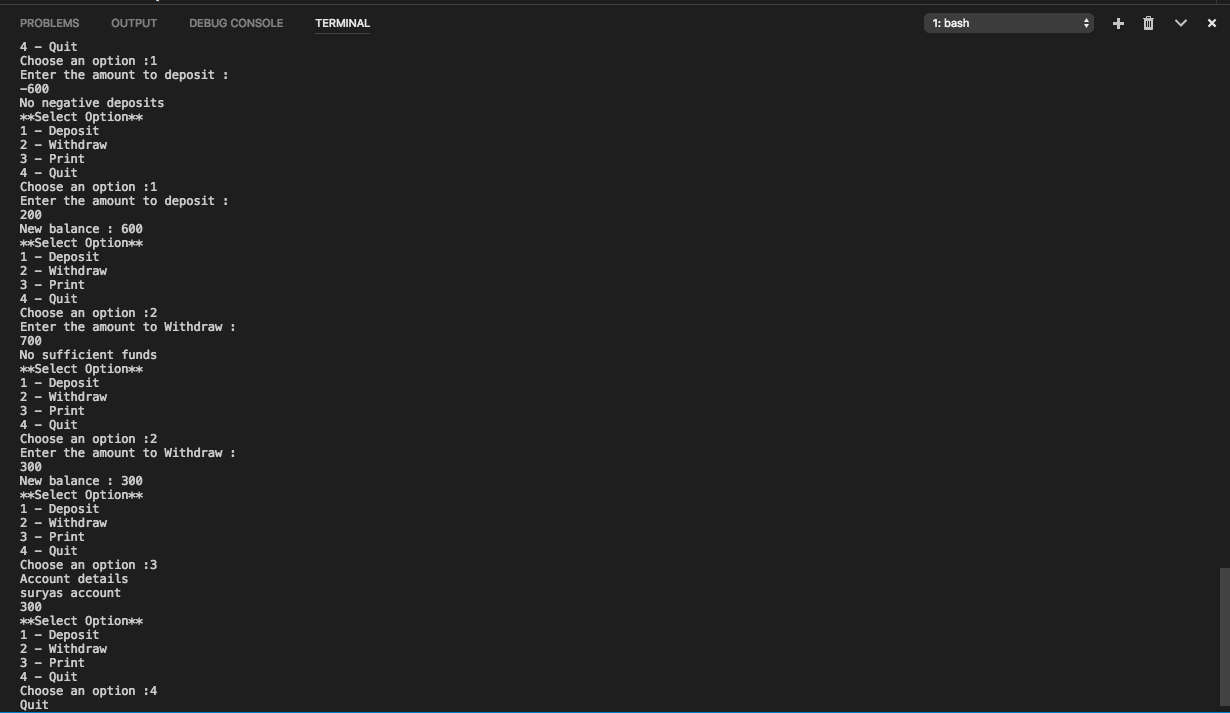 PROBLEMS OUTPUT DEBUG CONSOLE TERMINAL 1: bash
4 - Quit
Choose an option :1
Enter the amount to deposit :
-600
No negative deposits
**Select Option**
1 - Deposit
2 - Withdraw
3 - Print
4 - Quit
Choose an option :1
Enter the amount to deposit :
200
New balance : 600
**Select Option**
1 - Deposit
2 - Withdraw
3 - Print
4 - Quit
Choose an option :2
Enter the amount to Withdraw :
700
No sufficient funds
**Select Option**
1 - Deposit
2 - Withdraw
3 - Print
4 - Quit
Choose an option :2
Enter the amount to Withdraw :
300
New balance : 300
**Select Option**
1 - Deposit
2 - Withdraw
3 - Print
4 - Quit
Choose an option :3
Account details
suryas account
300
**Select Option**
1 - Deposit
2 - Withdraw
3 - Print
4 - Quit
Choose an option :4
Quit